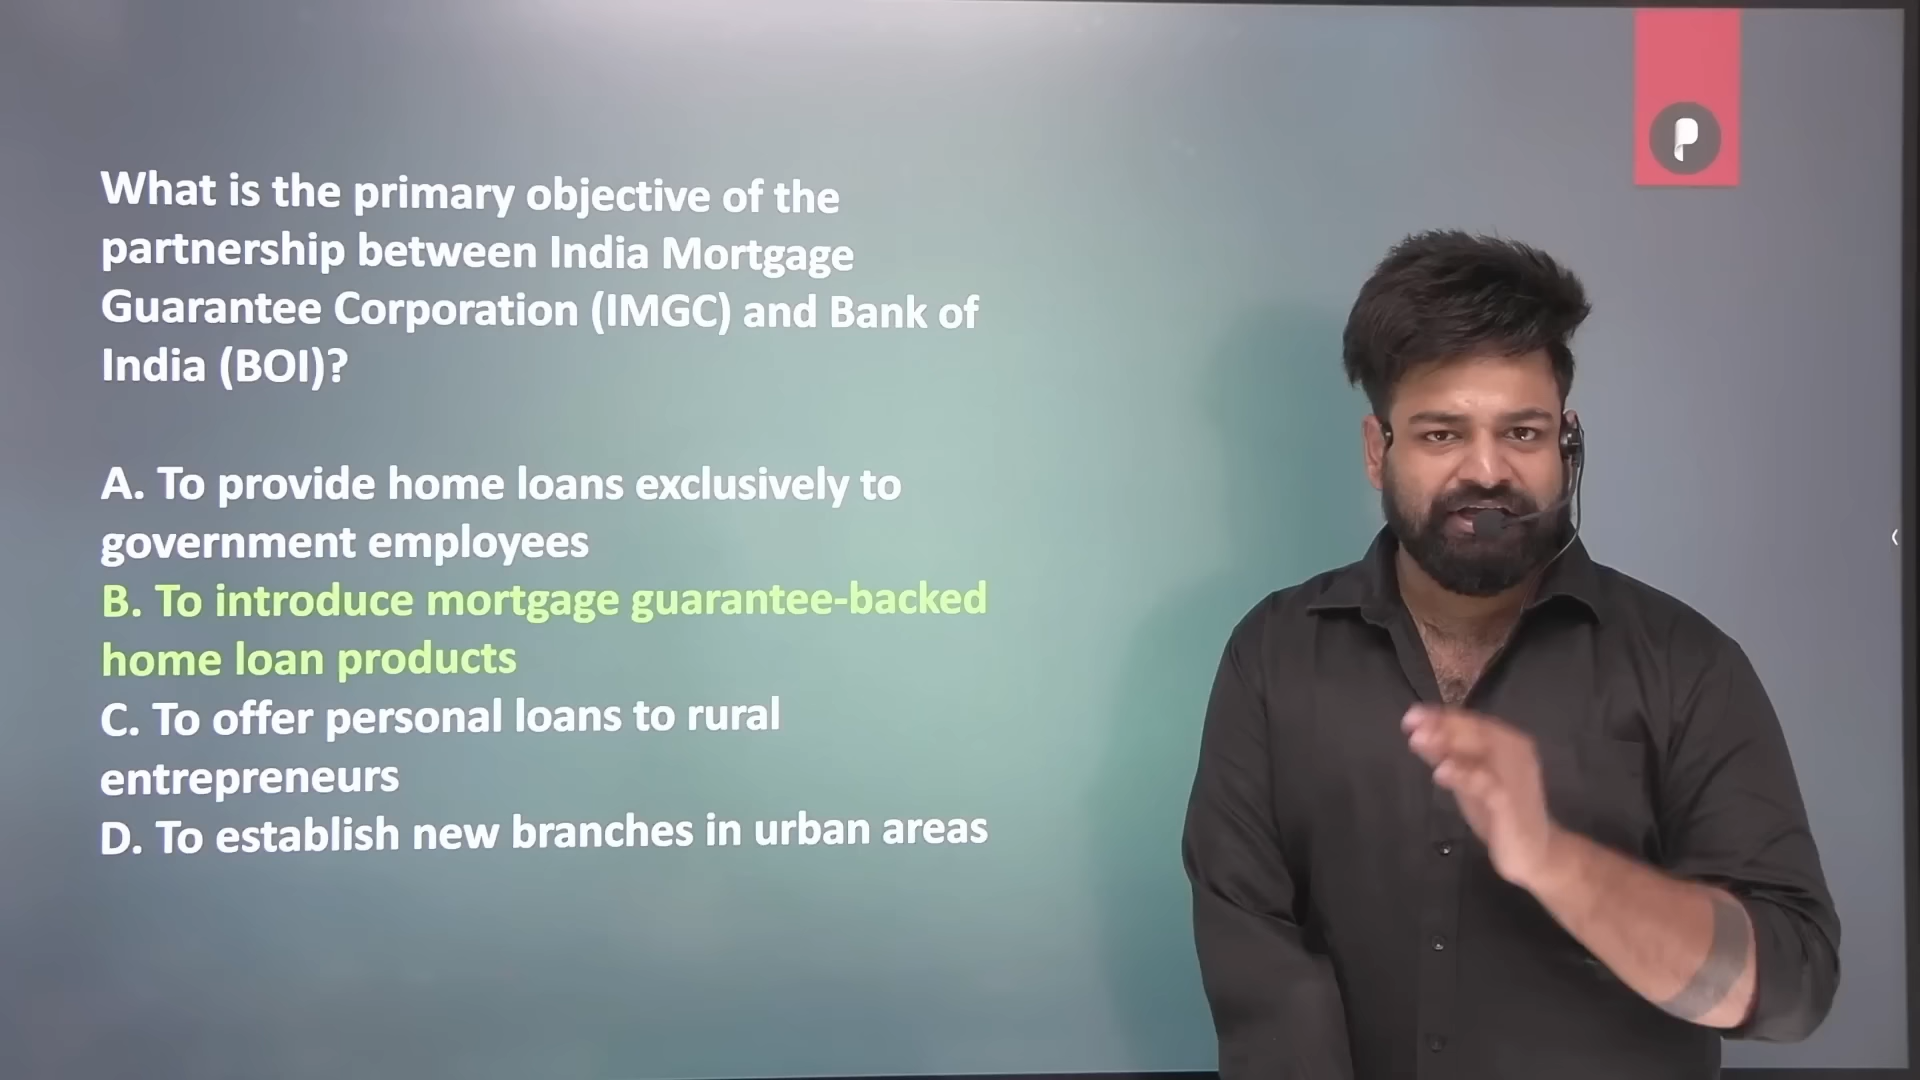 What is the primary objective of the
partnership between India Mortgage
Guarantee Corporation (IMGC) and Bank of
India (BOI)?
A. To provide home loans exclusively to
government employees
B. To introduce mortgage guarantee-backed
home loan products
C. To offer personal loans to rural
entrepreneurs
D. To establish new branches in urban areas